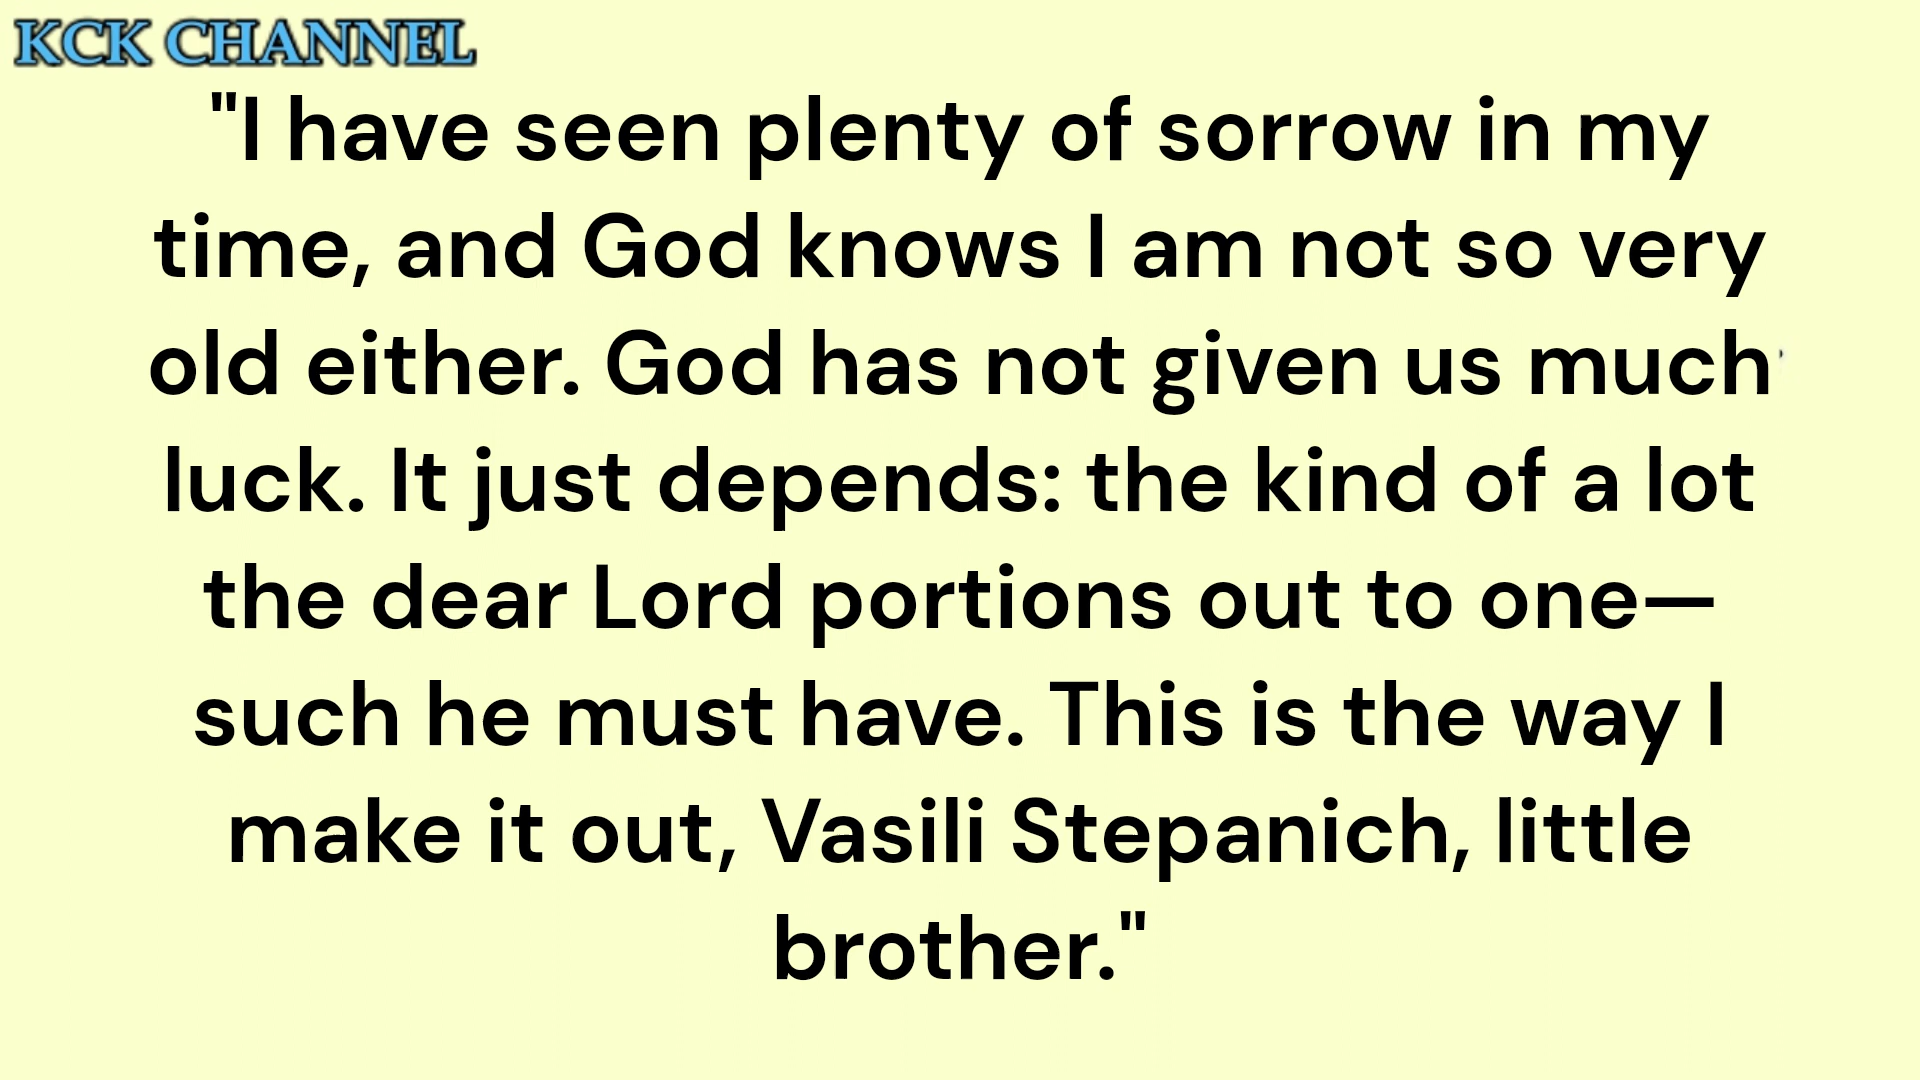 KCK CHANNEL
"I have seen plenty of sorrow in my
time, and God knows I am not so very
old either. God has not given us much
luck. It just depends: the kind of a lot
the dear Lord portions out to one—
such he must have. This is the way I
make it out, Vasili Stepanich, little
brother."